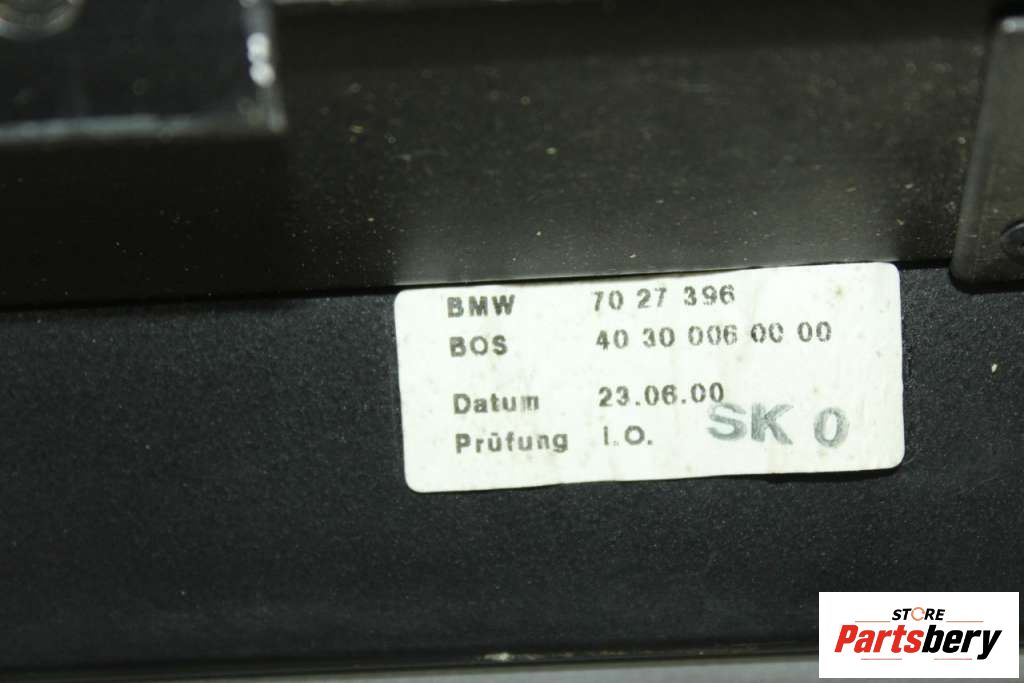 BMW 70 27 396
BOS 40 30 006 00 00
Datum 23.06.00
Prüfung i.O. SK 0
STORE
Partsbery